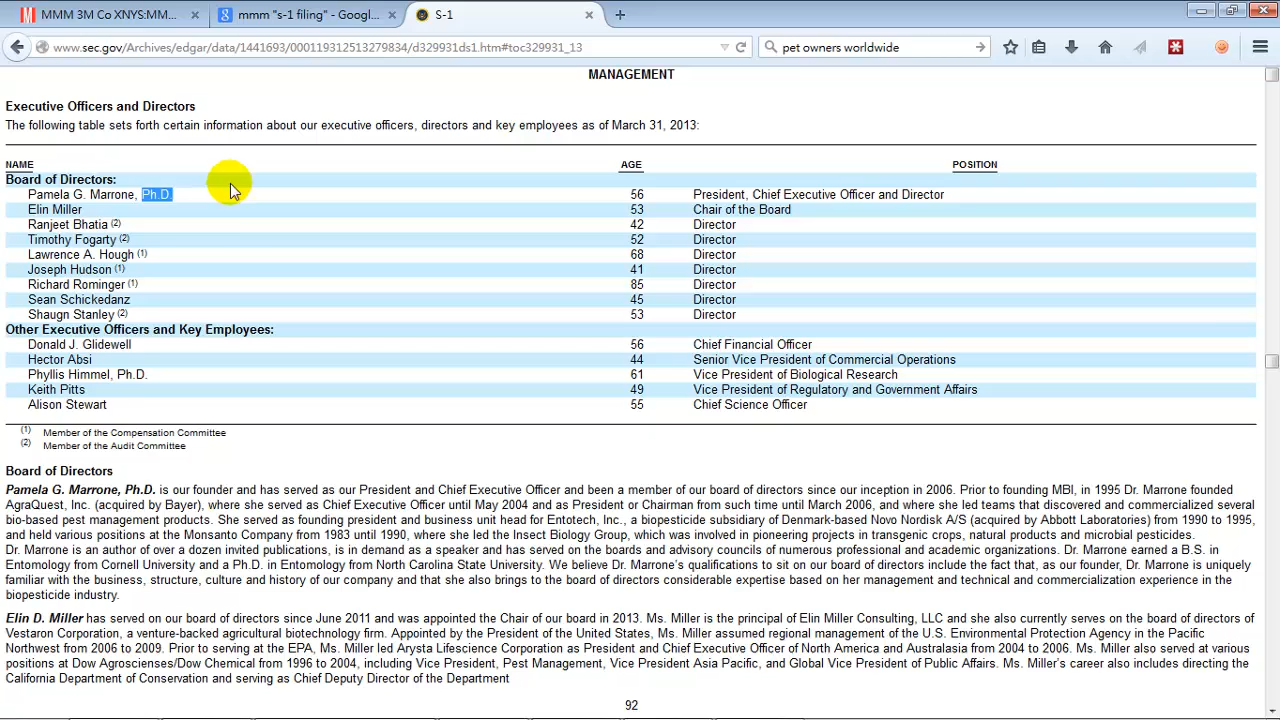 MMM 3M Co XNYS:MMM...
mmm "s-1 filing" - Googl...
S-1
www.sec.gov/Archives/edgar/data/1441693/000119312513279834/d329931ds1.htm#toc329931_13
pet owners worldwide
MANAGEMENT
Executive Officers and Directors
The following table sets forth certain information about our executive officers, directors and key employees as of March 31, 2013:
NAME AGE POSITION
Board of Directors:
Pamela G. Marrone, Ph.D. 56 President, Chief Executive Officer and Director
Elin Miller 53 Chair of the Board
Ranjeet Bhatia (2) 42 Director
Timothy Fogarty (2) 52 Director
Lawrence A. Hough (1) 68 Director
Joseph Hudson (1) 41 Director
Richard Rominger (1) 85 Director
Sean Schickedanz 45 Director
Shaugn Stanley (2) 53 Director
Other Executive Officers and Key Employees:
Donald J. Glidewell 56 Chief Financial Officer
Hector Absi 44 Senior Vice President of Commercial Operations
Phyllis Himmel, Ph.D. 61 Vice President of Biological Research
Keith Pitts 49 Vice President of Regulatory and Government Affairs
Alison Stewart 55 Chief Science Officer
(1) Member of the Compensation Committee
(2) Member of the Audit Committee
Board of Directors
Pamela G. Marrone, Ph.D. is our founder and has served as our President and Chief Executive Officer and been a member of our board of directors since our inception in 2006. Prior to founding MBI, in 1995 Dr. Marrone founded
AgraQuest, Inc. (acquired by Bayer), where she served as Chief Executive Officer until May 2004 and as President or Chairman from such time until March 2006, and where she led teams that discovered and commercialized several
bio-based pest management products. She served as founding president and business unit head for Entotech, Inc., a biopesticide subsidiary of Denmark-based Novo Nordisk A/S (acquired by Abbott Laboratories) from 1990 to 1995,
and held various positions at the Monsanto Company from 1983 until 1990, where she led the Insect Biology Group, which was involved in pioneering projects in transgenic crops, natural products and microbial pesticides.
Dr. Marrone is an author of over a dozen invited publications, is in demand as a speaker and has served on the boards and advisory councils of numerous professional and academic organizations. Dr. Marrone earned a B.S. in
Entomology from Cornell University and a Ph.D. in Entomology from North Carolina State University. We believe Dr. Marrone's qualifications to sit on our board of directors include the fact that, as our founder, Dr. Marrone is uniquely
familiar with the business, structure, culture and history of our company and that she also brings to the board of directors considerable expertise based on her management and technical and commercialization experience in the
biopesticide industry.
Elin D. Miller has served on our board of directors since June 2011 and was appointed the Chair of our board in 2013. Ms. Miller is the principal of Elin Miller Consulting, LLC and she also currently serves on the board of directors of
Vestaron Corporation, a venture-backed agricultural biotechnology firm. Appointed by the President of the United States, Ms. Miller assumed regional management of the U.S. Environmental Protection Agency in the Pacific
Northwest from 2006 to 2009. Prior to serving at the EPA, Ms. Miller led Arysta Lifescience Corporation as President and Chief Executive Officer of North America and Australasia from 2004 to 2006. Ms. Miller also served at various
positions at Dow Agrosciences/Dow Chemical from 1996 to 2004, including Vice President, Pest Management, Vice President Asia Pacific, and Global Vice President of Public Affairs. Ms. Miller's career also includes directing the
California Department of Conservation and serving as Chief Deputy Director of the Department
92